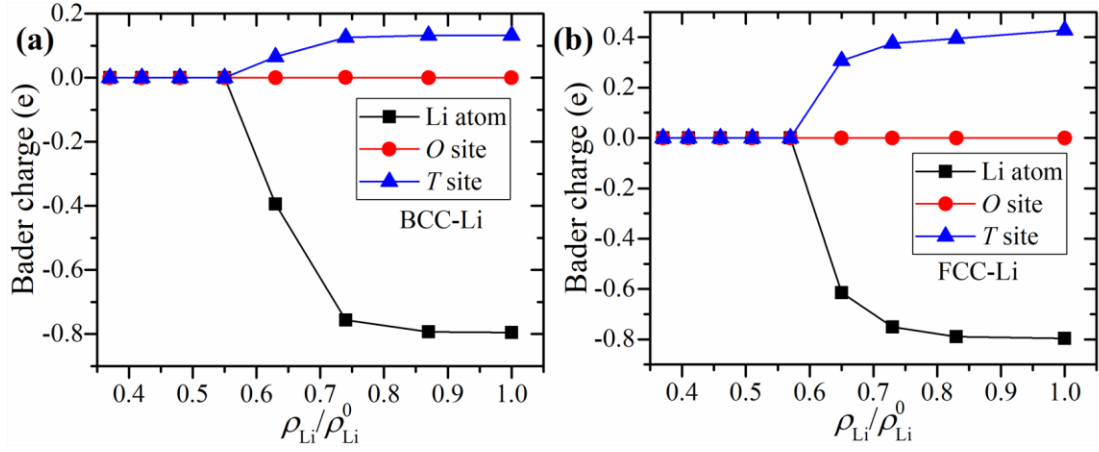 (a)
Bader charge (e)
0.2
0.0
-0.2
-0.4
-0.6
-0.8
Li atom
O site
T site
BCC-Li
0.4 0.5 0.6 0.7 0.8 0.9 1.0
ρLi/ρ⁰Li
(b)
Bader charge (e)
0.4
0.2
0.0
-0.2
-0.4
-0.6
-0.8
Li atom
O site
T site
FCC-Li
0.4 0.5 0.6 0.7 0.8 0.9 1.0
ρLi/ρ⁰Li